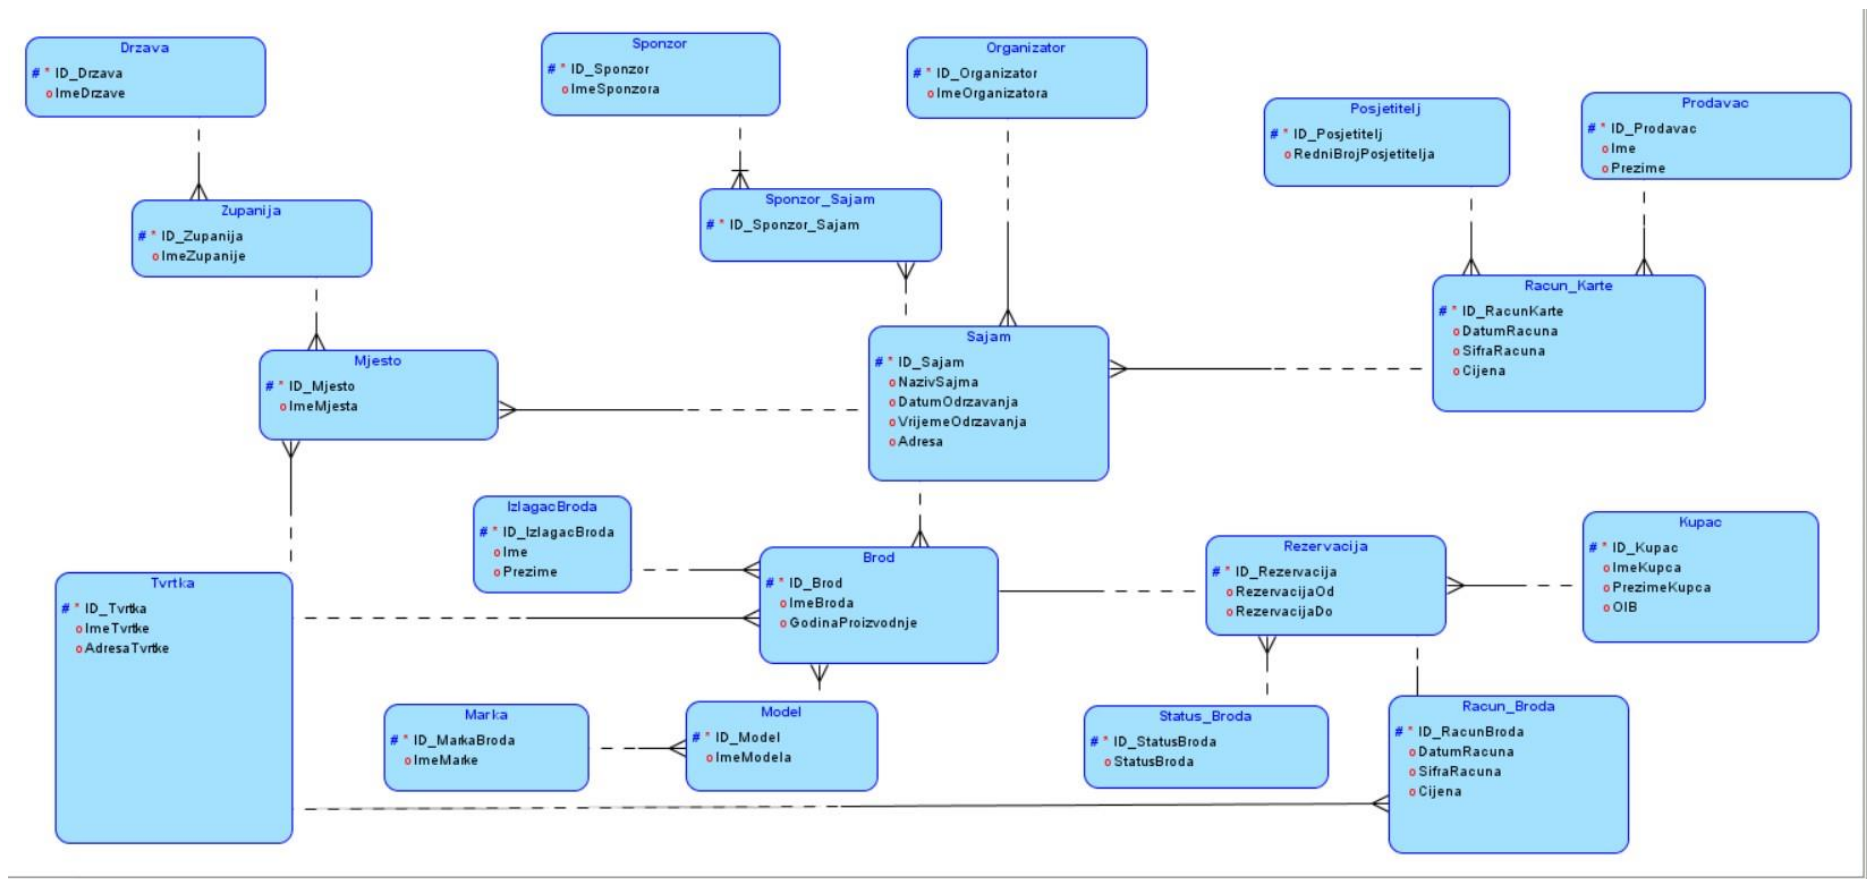 Drzava
# * ID_Drzava
o ImeDrzave
Sponzor
# * ID_Sponzor
o ImeSponzora
Organizator
# * ID_Organizator
o ImeOrganizatora
Posjetitelj
# * ID_Posjetitelj
o RedniBrojPosjetitelja
Prodavac
# * ID_Prodavac
o Ime
o Prezime
Zupanija
# * ID_Zupanija
o ImeZupanije
Sponzor_Sajam
# * ID_Sponzor_Sajam
Racun_Karte
# * ID_RacunKarte
o DatumRacuna
o SifraRacuna
o Cijena
Mjesto
# * ID_Mjesto
o ImeMjesta
Sajam
# * ID_Sajam
o NazivSajma
o DatumOdrzavanja
o VrijemeOdrzavanja
o Adresa
IzlagacBroda
# * ID_IzlagacBroda
o Ime
o Prezime
Brod
# * ID_Brod
o ImeBroda
o GodinaProizvodnje
Rezervacija
# * ID_Rezervacija
o RezervacijaOd
o RezervacijaDo
Kupac
# * ID_Kupac
o ImeKupca
o PrezimeKupca
o OIB
Tvrtka
# * ID_Tvrtka
o ImeTvrtke
o AdresaTvrtke
Marka
# * ID_MarkaBroda
o ImeMarke
Model
# * ID_Model
o ImeModela
Status_Broda
# * ID_StatusBroda
o StatusBroda
Racun_Broda
# * ID_RacunBroda
o DatumRacuna
o SifraRacuna
o Cijena